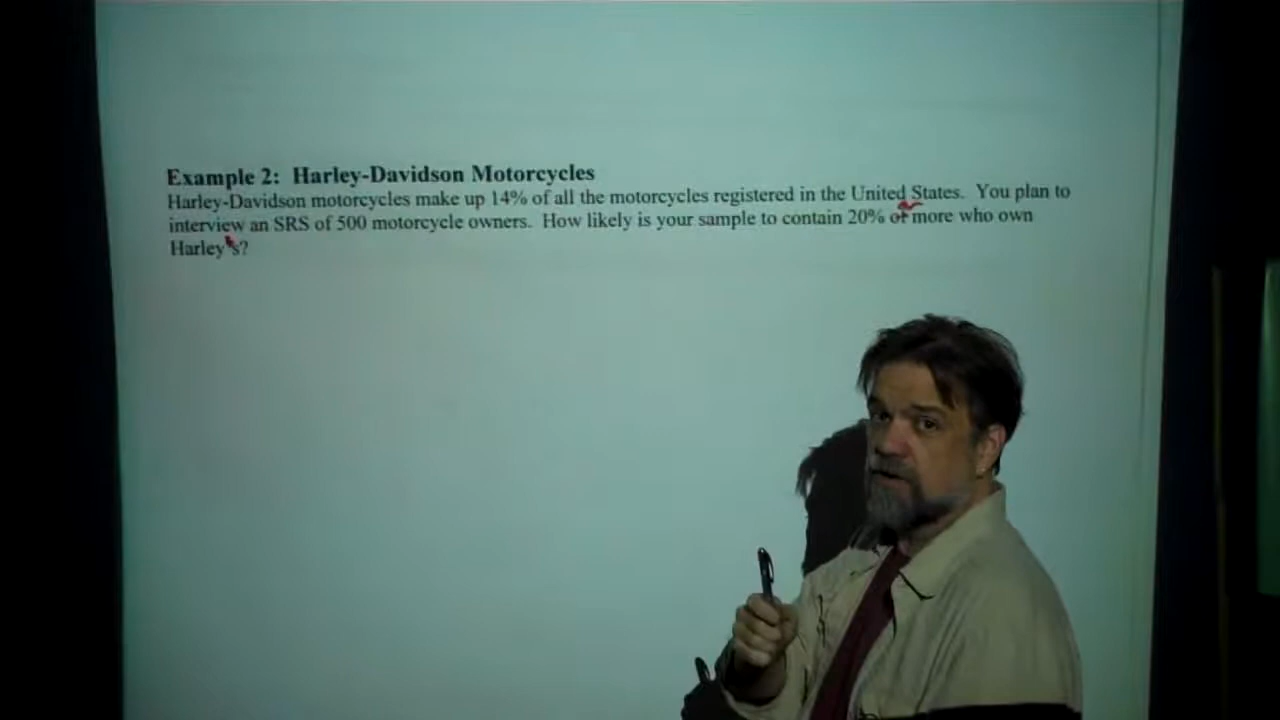 Example 2: Harley-Davidson Motorcycles
Harley-Davidson motorcycles make up 14% of all the motorcycles registered in the United States. You plan to
interview an SRS of 500 motorcycle owners. How likely is your sample to contain 20% or more who own
Harley's?